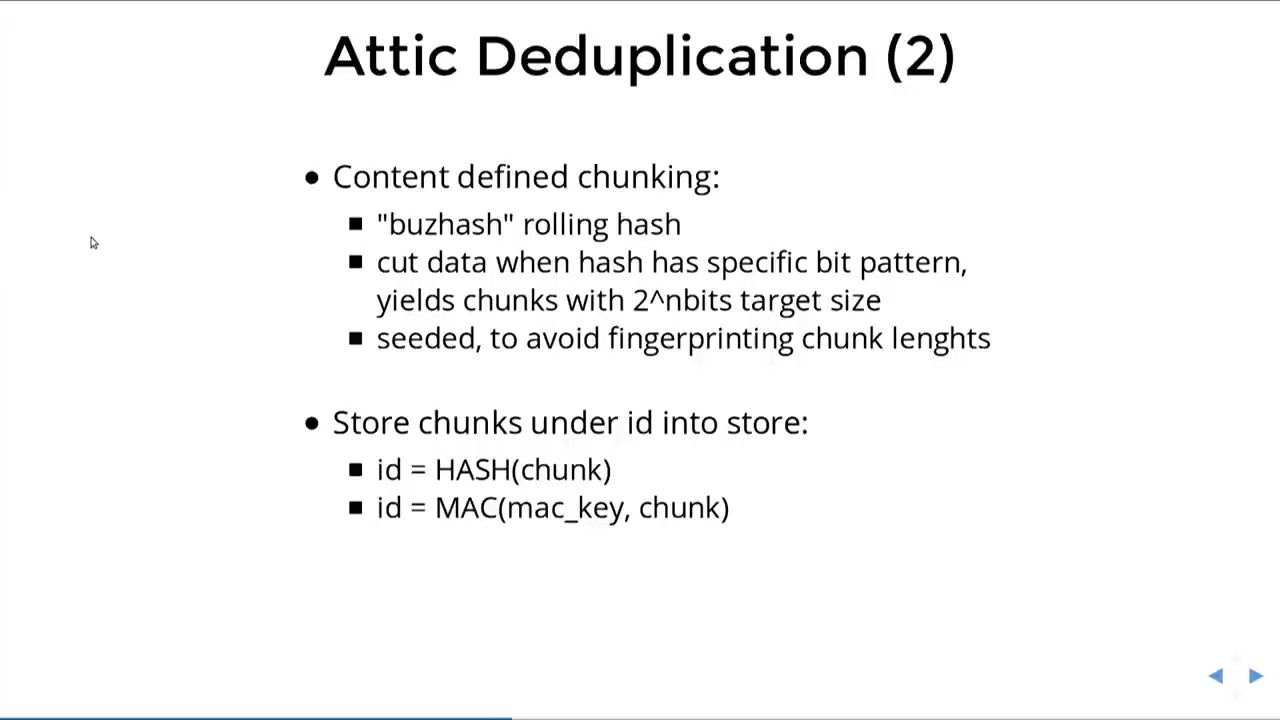 Attic Deduplication (2)
• Content defined chunking:
▪ "buzhash" rolling hash
▪ cut data when hash has specific bit pattern,
yields chunks with 2^nbits target size
▪ seeded, to avoid fingerprinting chunk lenghts
• Store chunks under id into store:
▪ id = HASH(chunk)
▪ id = MAC(mac_key, chunk)